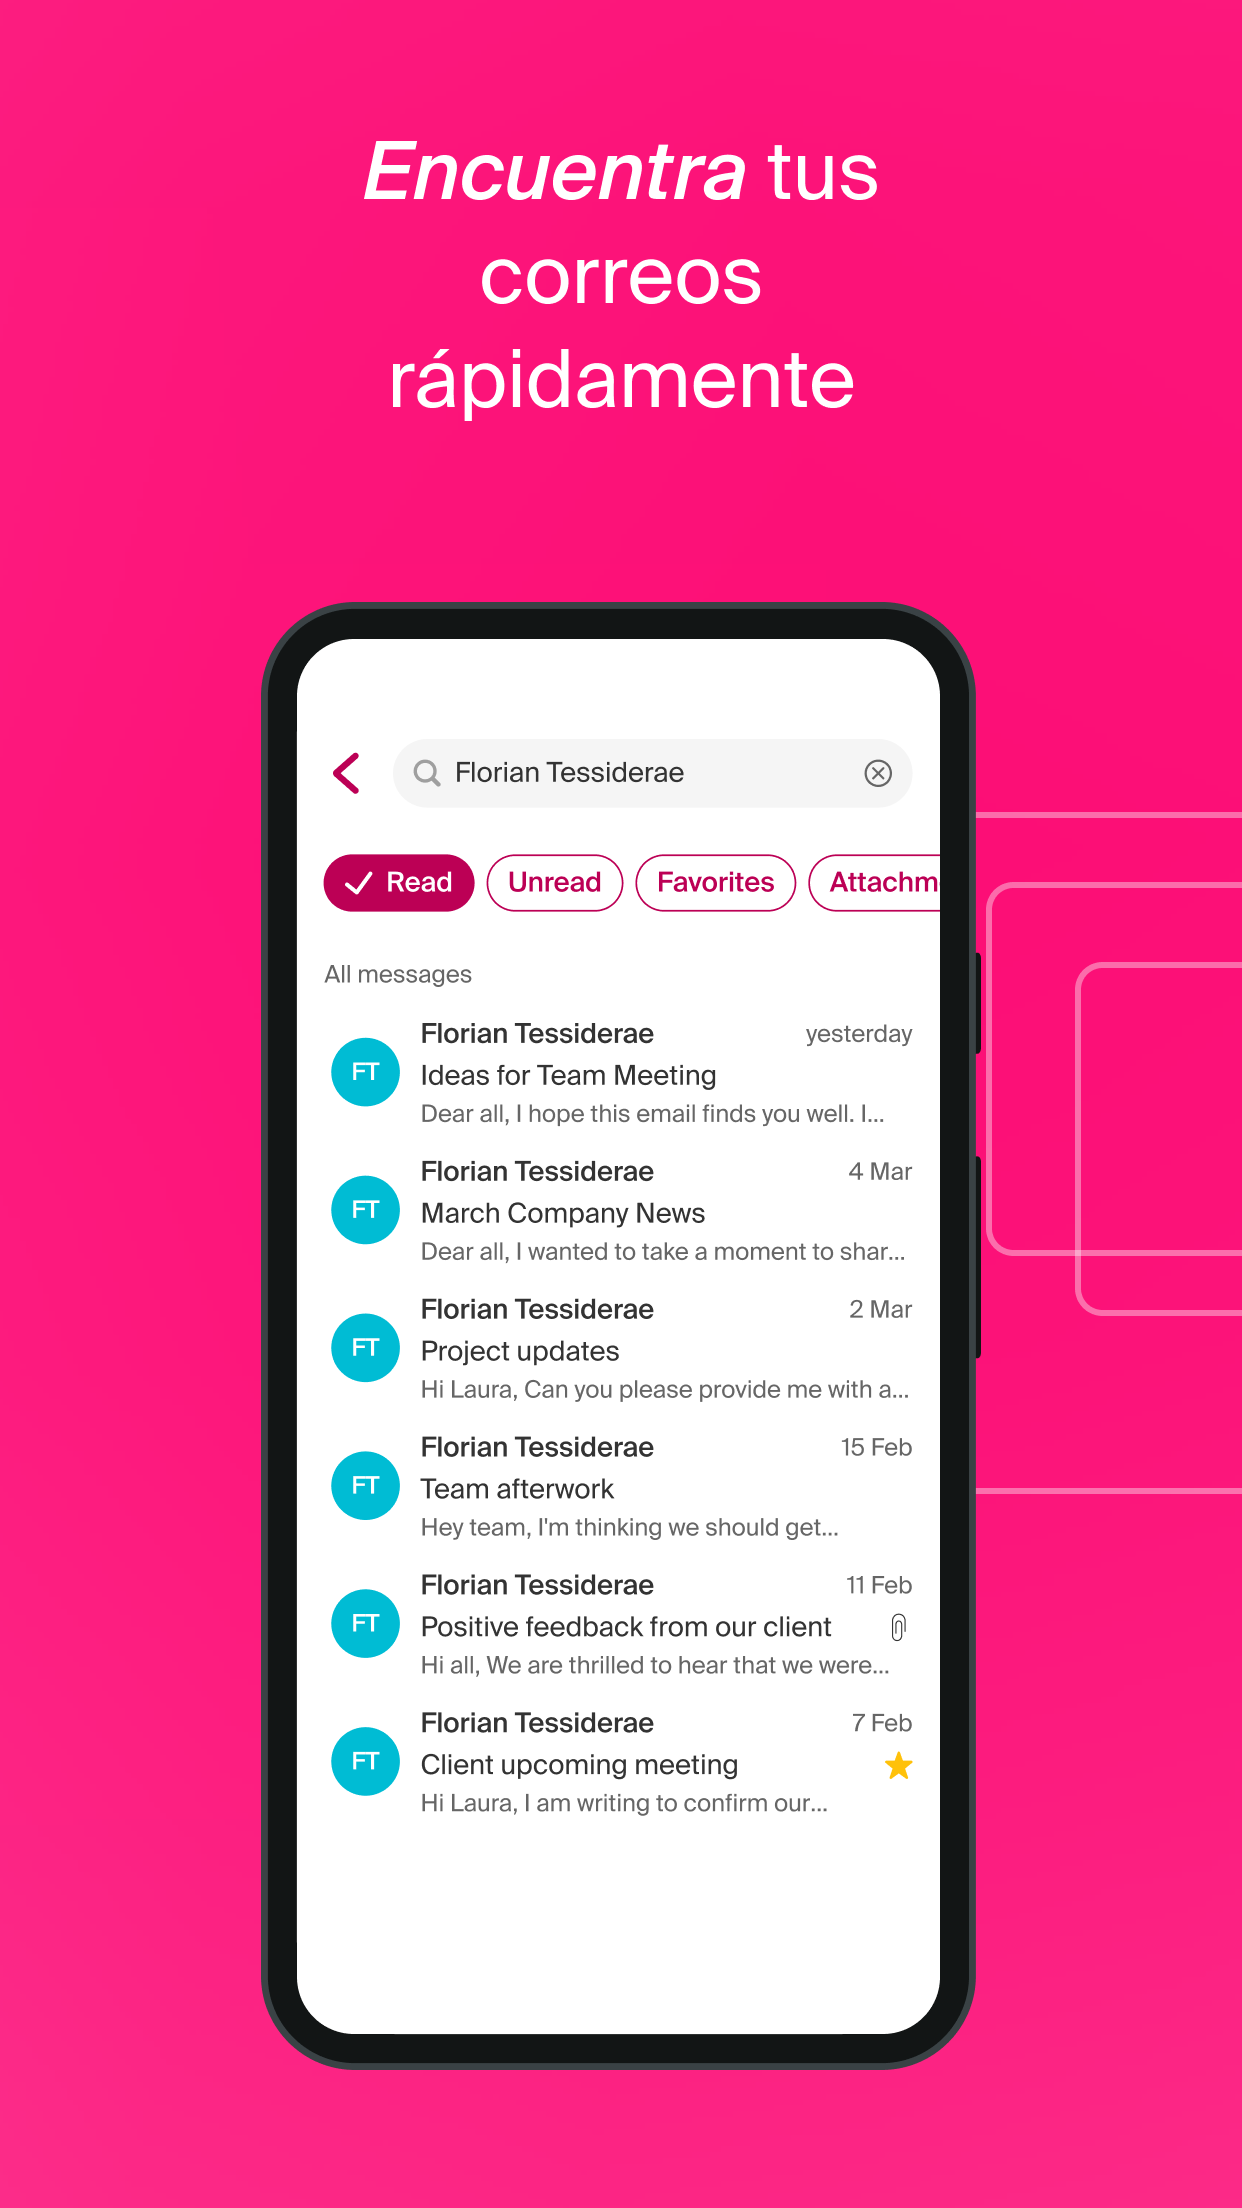 Encuentra tus
correos
rápidamente
Florian Tessiderae
Read
Unread
Favorites
Attachm
All messages
FT
Florian Tessiderae
yesterday
Ideas for Team Meeting
Dear all, I hope this email finds you well. I...
FT
Florian Tessiderae
4 Mar
March Company News
Dear all, I wanted to take a moment to shar...
FT
Florian Tessiderae
2 Mar
Project updates
Hi Laura, Can you please provide me with a...
FT
Florian Tessiderae
15 Feb
Team afterwork
Hey team, I'm thinking we should get...
FT
Florian Tessiderae
11 Feb
Positive feedback from our client
Hi all, We are thrilled to hear that we were...
FT
Florian Tessiderae
7 Feb
Client upcoming meeting
Hi Laura, I am writing to confirm our...